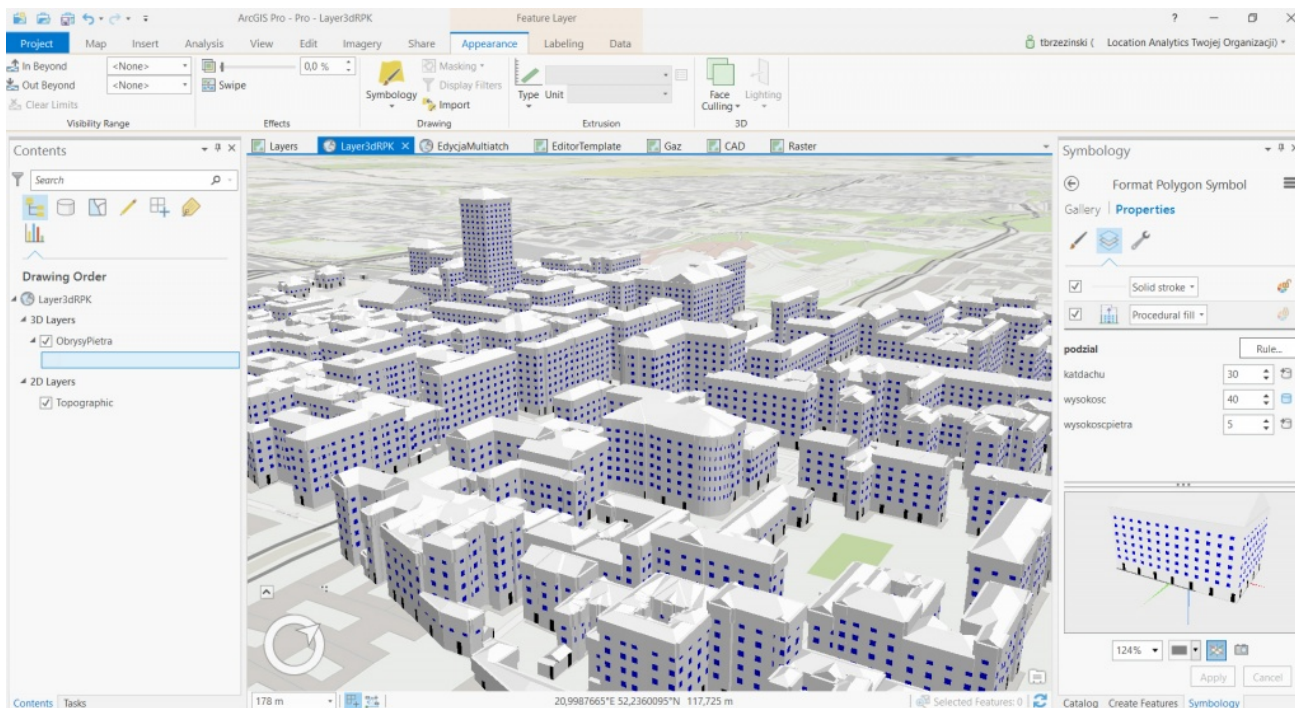 ArcGIS Pro - Pro - Layer3dRPK
Feature Layer
?
Project Map Insert Analysis View Edit Imagery Share Appearance Labeling Data
tbrzezinski ( Location Analytics Twojej Organizacji)
In Beyond <None>
Out Beyond <None>
Clear Limits
Visibility Range
0,0 %
Swipe
Effects
Symbology
Masking
Display Filters
Import
Drawing
Type Unit
Extrusion
Face Culling
Lighting
3D
Contents
Search
Drawing Order
Layer3dRPK
3D Layers
ObrysyPietra
2D Layers
Topographic
Contents Tasks
Layers Layer3dRPK EdycjaMultiatch EditorTemplate Gaz CAD Raster
178 m
20,9987665°E 52,2360095°N 117,725 m
Selected Features: 0
Symbology
Format Polygon Symbol
Gallery Properties
Solid stroke
Procedural fill
podzial Rule...
katdachu 30
wysokosc 40
wysokoscpietra 5
124%
Apply Cancel
Catalog Create Features Symbology